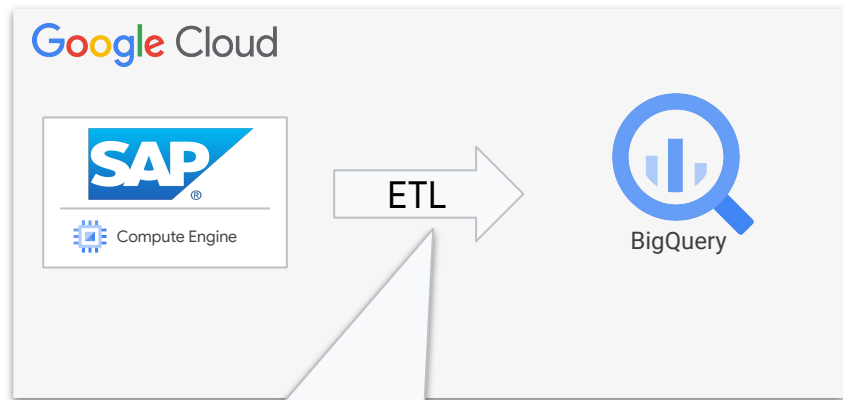 Google Cloud
SAP
®
Compute Engine
ETL
BigQuery